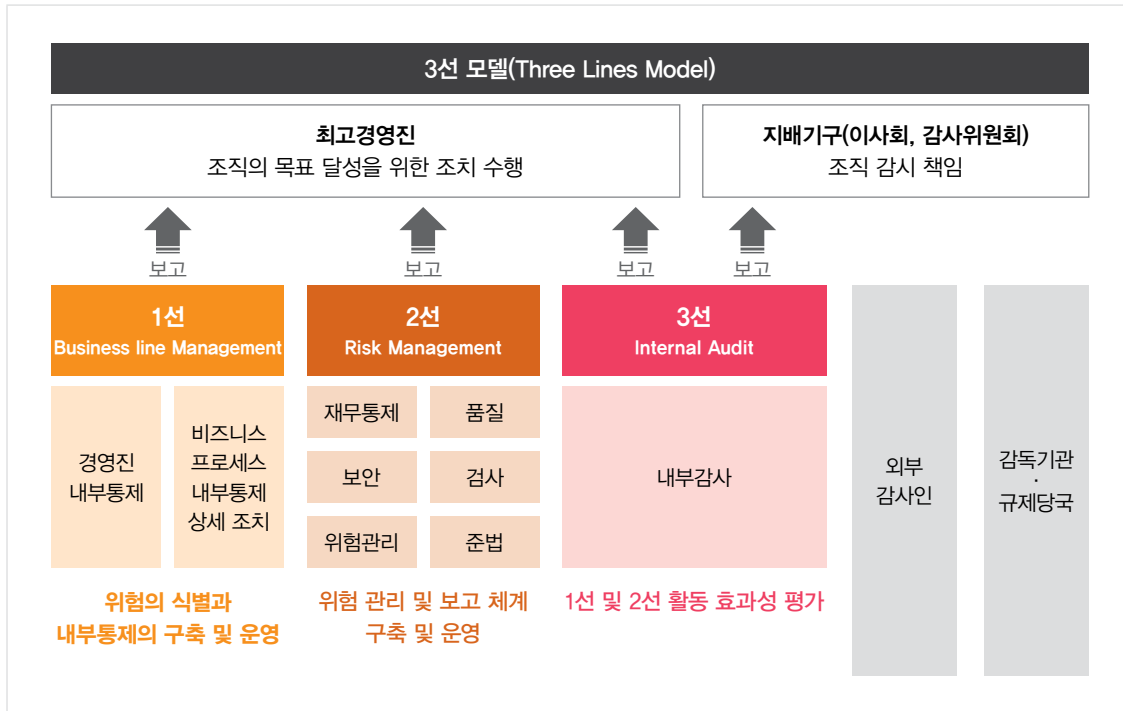 3선 모델(Three Lines Model)
최고경영진
조직의 목표 달성을 위한 조치 수행
지배기구(이사회, 감사위원회)
조직 감시 책임
보고
보고
보고
보고
1선
Business line Management
경영진
내부통제
비즈니스
프로세스
내부통제
상세 조치
위험의 식별과
내부통제의 구축 및 운영
2선
Risk Management
재무통제
품질
보안
검사
위험관리
준법
위험 관리 및 보고 체계
구축 및 운영
3선
Internal Audit
내부감사
1선 및 2선 활동 효과성 평가
외부
감사인
감독기관
·
규제당국